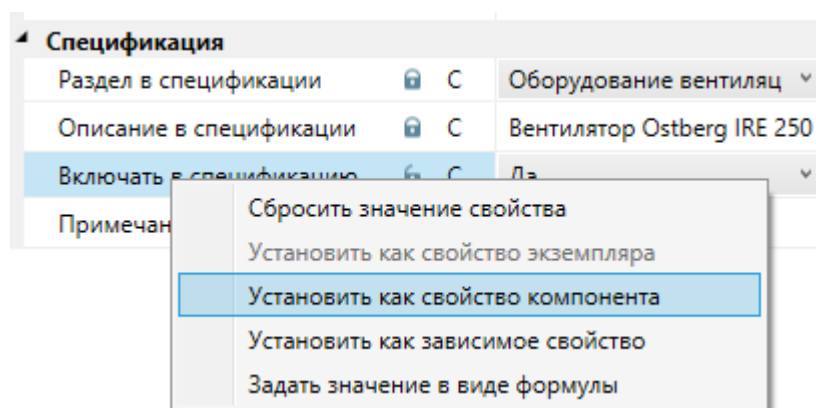 Спецификация
Раздел в спецификации С Оборудование вентиляц
Описание в спецификации С Вентилятор Ostberg IRE 250
Включать в спецификацию С Да
Примечан
Сбросить значение свойства
Установить как свойство экземпляра
Установить как свойство компонента
Установить как зависимое свойство
Задать значение в виде формулы